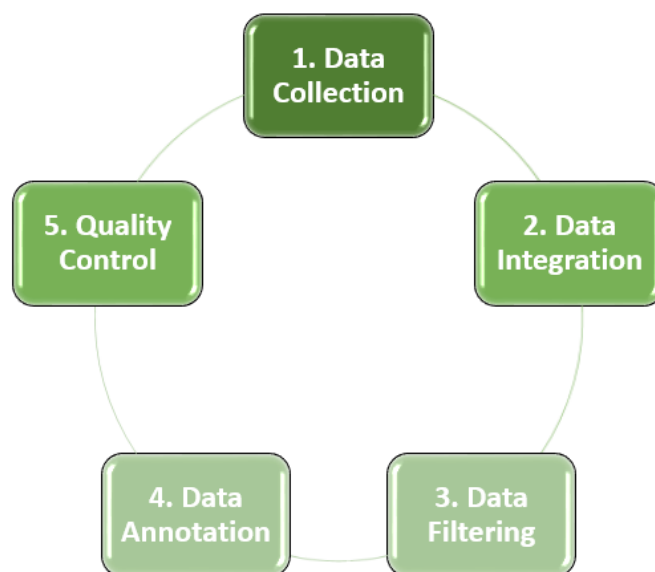 1. Data
Collection
2. Data
Integration
3. Data
Filtering
4. Data
Annotation
5. Quality
Control